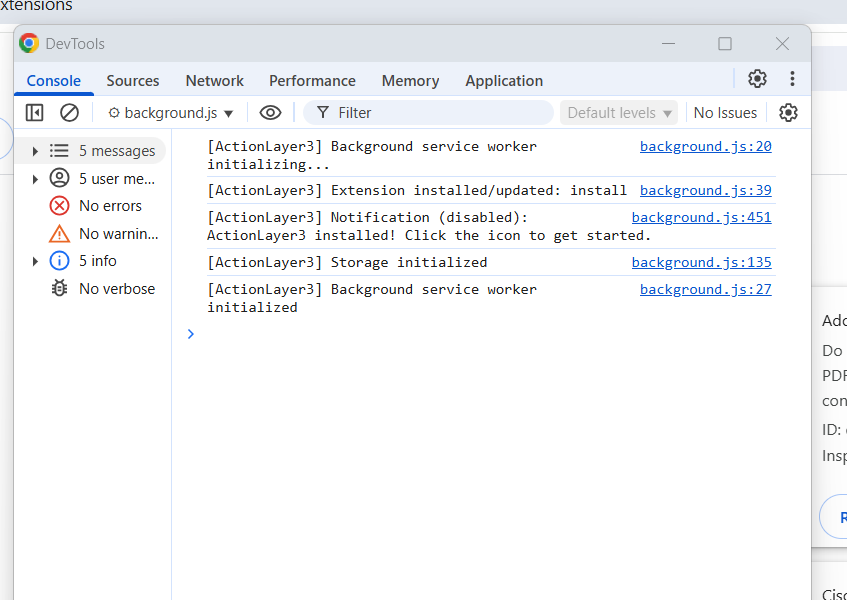 xtensions
DevTools
Console Sources Network Performance Memory Application
background.js Filter Default levels No Issues
5 messages
5 user me...
No errors
No warnin...
5 info
No verbose
[ActionLayer3] Background service worker background.js:20
initializing...
[ActionLayer3] Extension installed/updated: install background.js:39
[ActionLayer3] Notification (disabled): background.js:451
ActionLayer3 installed! Click the icon to get started.
[ActionLayer3] Storage initialized background.js:135
[ActionLayer3] Background service worker background.js:27
initialized
Ado
Do
PDF
con
ID:
Insp
R
Cisc